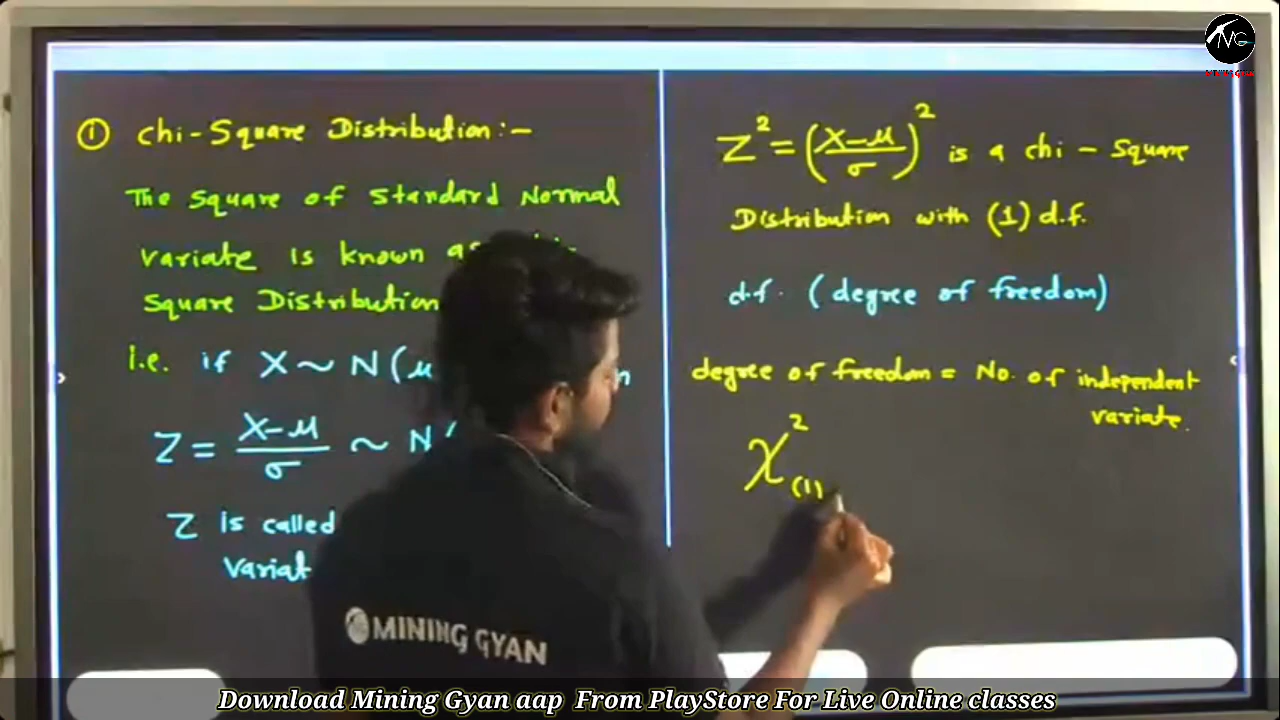 ① Chi-Square Distribution:-
The Square of Standard Normal
variate is known as
Square Distribution
i.e. if X ~ N(μ
Z = X-μ/σ ~ N(
Z is called
Variat
Z² = (X-μ/σ)² is a chi - Square
Distribution with (1) d.f.
d.f. (degree of freedom)
degree of freedom = No. of independent
variate.
χ²(1)
MINING GYAN
MG
Download Mining Gyan aap From PlayStore For Live Online classes